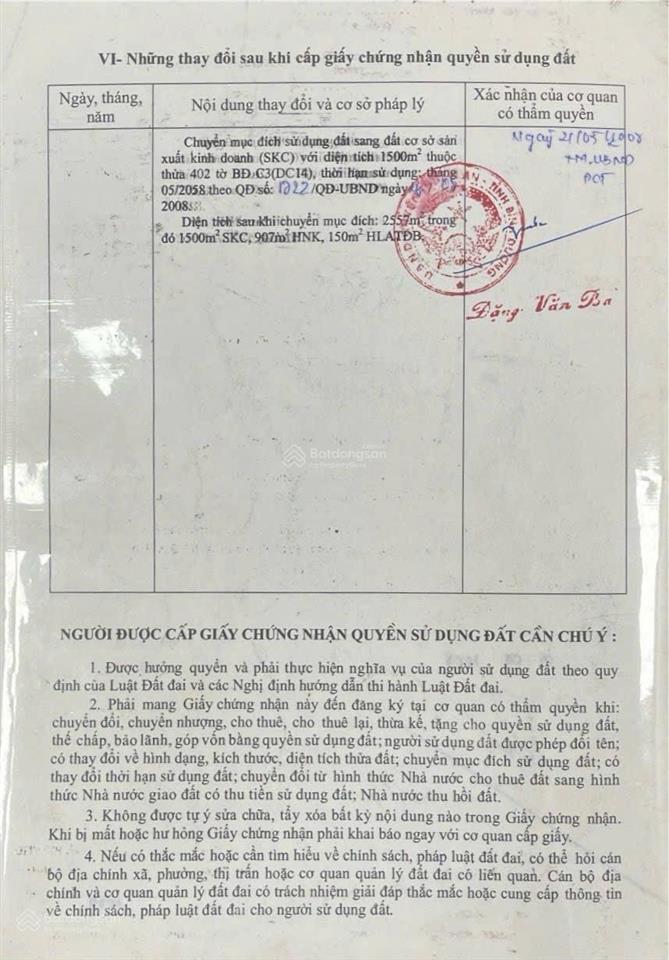 VI- Những thay đổi sau khi cấp giấy chứng nhận quyền sử dụng đất
Ngày, tháng,
năm
Nội dung thay đổi và cơ sở pháp lý
Xác nhận của cơ quan
có thẩm quyền
Chuyển mục đích sử dụng đất sang đất cơ sở sản
xuất kinh doanh (SKC) với diện tích 1500m² thuộc
thửa 402 tờ BĐ C3(DC14), thời hạn sử dụng: tháng
05/2058 theo QĐ số: 1322/QĐ-UBND ngày
2008.
Diện tích sau khi chuyển mục đích: 2557m² trong
đó 1500m² SKC, 907m² HNK, 150m² HLATĐB.
Ngày 21/05/2008
TM.UBND
PCT
Đặng Văn Ba
Batdongsan
NGƯỜI ĐƯỢC CẤP GIẤY CHỨNG NHẬN QUYỀN SỬ DỤNG ĐẤT CẦN CHÚ Ý :
1. Được hưởng quyền và phải thực hiện nghĩa vụ của người sử dụng đất theo quy
định của Luật Đất đai và các Nghị định hướng dẫn thi hành Luật Đất đai.
2. Phải mang Giấy chứng nhận này đến đăng ký tại cơ quan có thẩm quyền khi:
chuyển đổi, chuyển nhượng, cho thuê, cho thuê lại, thừa kế, tặng cho quyền sử dụng đất,
thế chấp, bảo lãnh, góp vốn bằng quyền sử dụng đất; người sử dụng đất được phép đổi tên;
có thay đổi về hình dạng, kích thước, diện tích thửa đất; chuyển mục đích sử dụng đất; có
thay đổi thời hạn sử dụng đất; chuyển đổi từ hình thức Nhà nước cho thuê đất sang hình
thức Nhà nước giao đất có thu tiền sử dụng đất; Nhà nước thu hồi đất.
3. Không được tự ý sửa chữa, tẩy xóa bất kỳ nội dung nào trong Giấy chứng nhận.
Khi bị mất hoặc hư hỏng Giấy chứng nhận phải khai báo ngay với cơ quan cấp giấy.
4. Nếu có thắc mắc hoặc cần tìm hiểu về chính sách, pháp luật đất đai, có thể hỏi cán
bộ địa chính xã, phường, thị trấn hoặc cơ quan quản lý đất đai có liên quan. Cán bộ địa
chính và cơ quan quản lý đất đai có trách nhiệm giải đáp thắc mắc hoặc cung cấp thông tin
về chính sách, pháp luật đất đai cho người sử dụng đất.